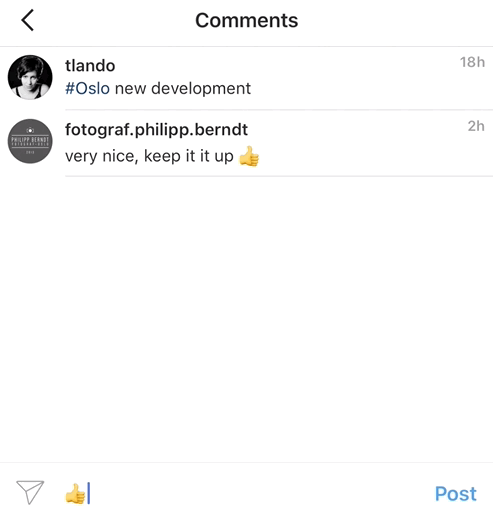 Comments
tlando
18h
#Oslo new development
fotograf.philipp.berndt
2h
PHILIPP BERNDT
very nice, keep it it up 👍
👍
Post